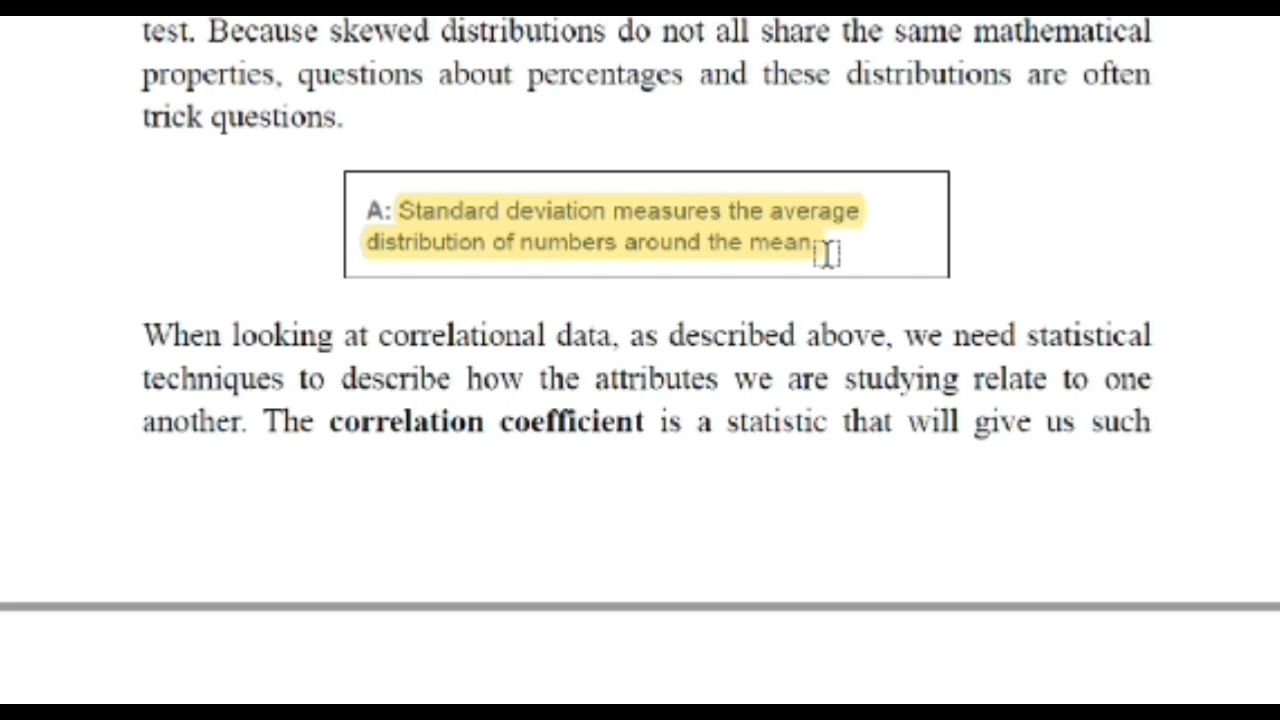 test. Because skewed distributions do not all share the same mathematical
properties, questions about percentages and these distributions are often
trick questions.
A: Standard deviation measures the average
distribution of numbers around the mean.
When looking at correlational data, as described above, we need statistical
techniques to describe how the attributes we are studying relate to one
another. The correlation coefficient is a statistic that will give us such